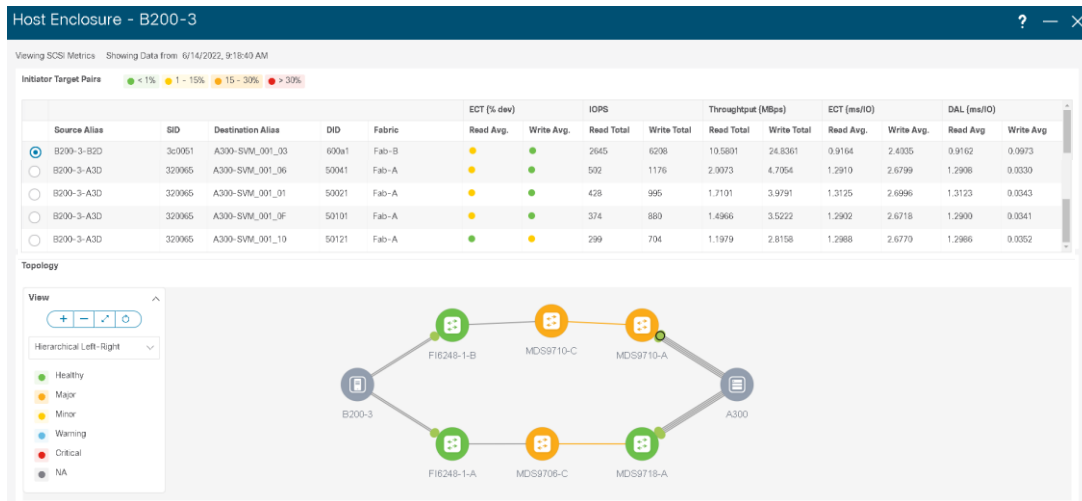 Host Enclosure - B200-3
? — ×
Viewing SCSI Metrics Showing Data from 6/14/2022, 9:18:40 AM
Initiator Target Pairs < 1% 1 - 15% 15 - 30% > 30%
ECT (% dev) IOPS Throughtput (MBps) ECT (ms/IO) DAL (ms/IO)
Source Alias SID Destination Alias DID Fabric Read Avg. Write Avg. Read Total Write Total Read Total Write Total Read Avg. Write Avg. Read Avg Write Avg
B200-3-B2D 3c0051 A300-SVM_001_03 600a1 Fab-B 2645 6208 10.5801 24.8361 0.9164 2.4035 0.9162 0.0973
B200-3-A3D 320065 A300-SVM_001_06 50041 Fab-A 502 1176 2.0073 4.7054 1.2910 2.6799 1.2908 0.0330
B200-3-A3D 320065 A300-SVM_001_01 50021 Fab-A 428 995 1.7101 3.9791 1.3125 2.6996 1.3123 0.0343
B200-3-A3D 320065 A300-SVM_001_0F 50101 Fab-A 374 880 1.4966 3.5222 1.2902 2.6718 1.2900 0.0341
B200-3-A3D 320065 A300-SVM_001_10 50121 Fab-A 299 704 1.1979 2.8158 1.2988 2.6770 1.2986 0.0352
Topology
View
+ −
Hierarchical Left-Right
Healthy
Major
Minor
Warning
Critical
NA
FI6248-1-B
MDS9710-C
MDS9710-A
B200-3
A300
FI6248-1-A
MDS9706-C
MDS9718-A